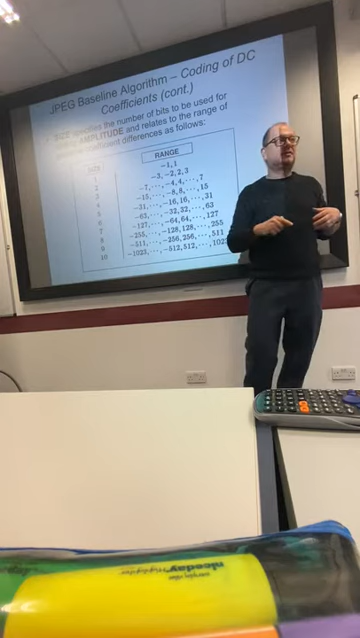 JPEG Baseline Algorithm – Coding of DC
Coefficients (cont.)
SIZE specifies the number of bits to be used for
AMPLITUDE and relates to the range of
coefficient differences as follows:
SIZE RANGE
1 −1, 1
2 −3, −2, 2, 3
3 −7, ⋯, −4, 4, ⋯, 7
4 −15, ⋯, −8, 8, ⋯, 15
5 −31, ⋯, −16, 16, ⋯, 31
6 −63, ⋯, −32, 32, ⋯, 63
7 −127, ⋯, −64, 64, ⋯, 127
8 −255, ⋯, −128, 128, ⋯, 255
9 −511, ⋯, −256, 256, ⋯, 511
10 −1023, ⋯, −512, 512, ⋯, 1023
niceday